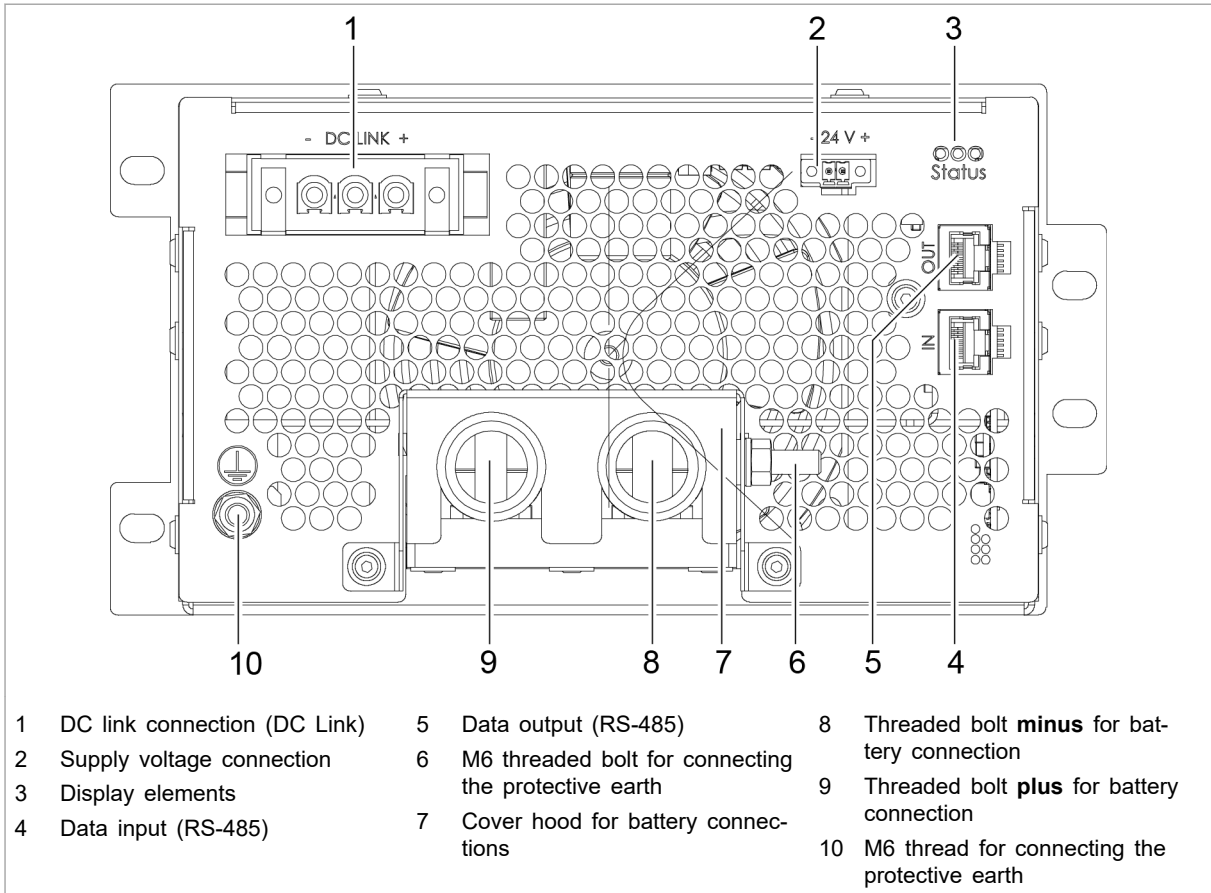 1 2 3
- DC LINK +
- 24 V +
Status
OUT
IN
10 9 8 7 6 5 4
1 DC link connection (DC Link)
2 Supply voltage connection
3 Display elements
4 Data input (RS-485)
5 Data output (RS-485)
6 M6 threaded bolt for connecting
the protective earth
7 Cover hood for battery connec-
tions
8 Threaded bolt minus for bat-
tery connection
9 Threaded bolt plus for battery
connection
10 M6 thread for connecting the
protective earth